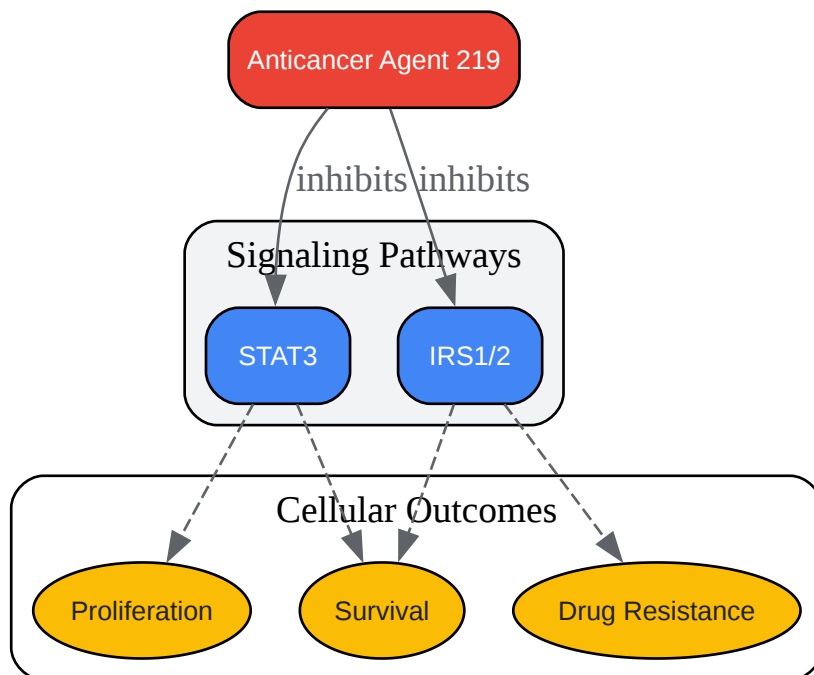 Anticancer Agent 219
inhibits inhibits
Signaling Pathways
STAT3 IRS1/2
Cellular Outcomes
Proliferation Survival Drug Resistance